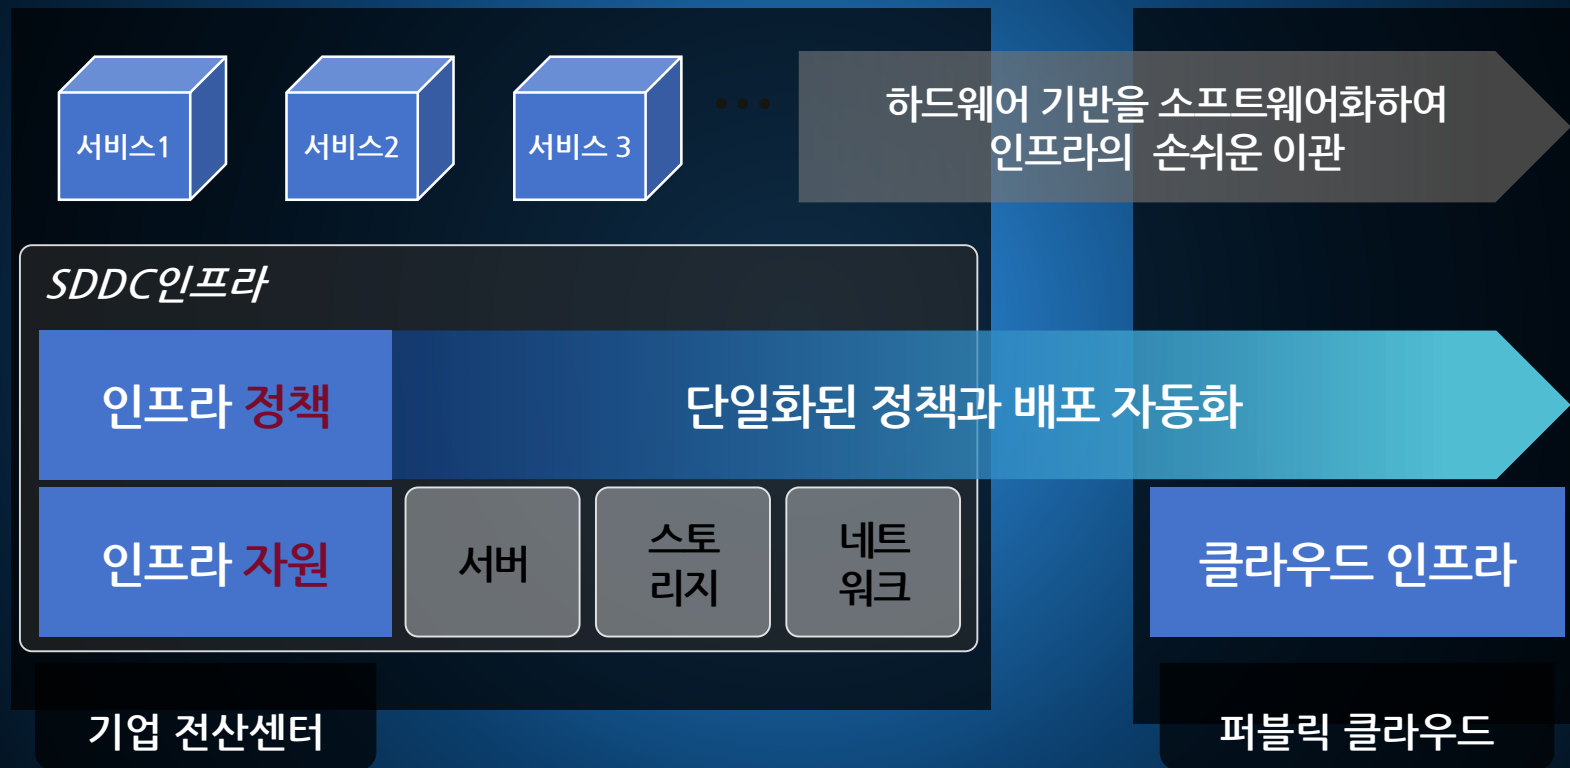 서비스1
서비스2
서비스 3
...
하드웨어 기반을 소프트웨어화하여
인프라의 손쉬운 이관
SDDC인프라
인프라 정책
단일화된 정책과 배포 자동화
인프라 자원
서버
스토
리지
네트
워크
클라우드 인프라
기업 전산센터
퍼블릭 클라우드